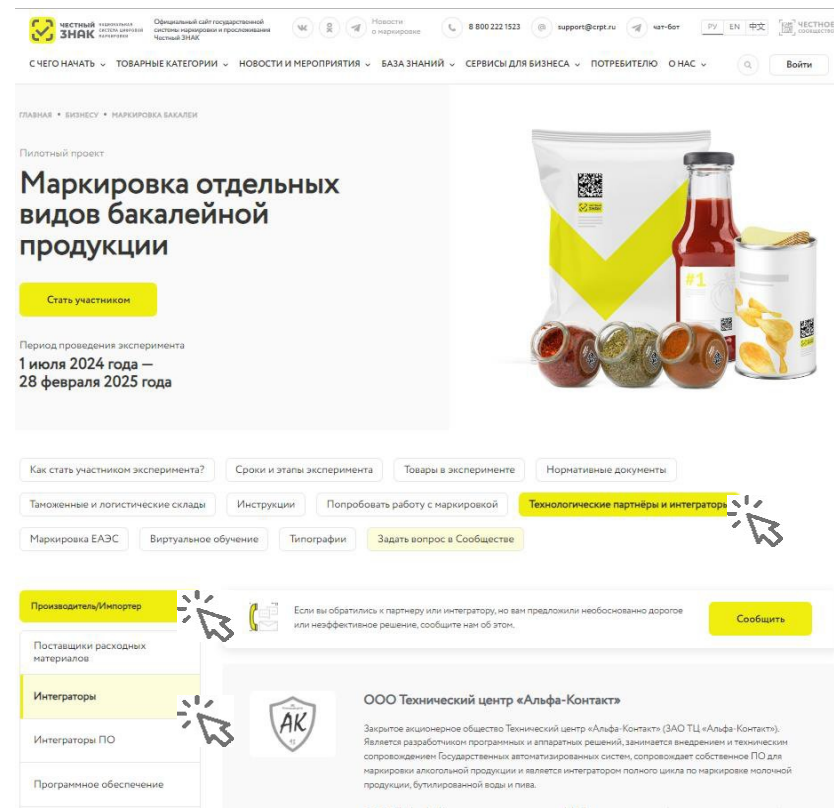 ЧЕСТНЫЙ ЗНАК
НАЦИОНАЛЬНАЯ СИСТЕМА ЦИФРОВОЙ МАРКИРОВКИ
Официальный сайт государственной
системы маркировки и прослеживания
Честный ЗНАК
Новости
о маркировке
8 800 222 1523
support@crpt.ru
чат-бот
РУ EN 中文
ЧЕСТНОЕ
СООБЩЕСТВО
С ЧЕГО НАЧАТЬ ТОВАРНЫЕ КАТЕГОРИИ НОВОСТИ И МЕРОПРИЯТИЯ БАЗА ЗНАНИЙ СЕРВИСЫ ДЛЯ БИЗНЕСА ПОТРЕБИТЕЛЮ О НАС Войти
ГЛАВНАЯ • БИЗНЕСУ • МАРКИРОВКА БАКАЛЕИ
Пилотный проект
Маркировка отдельных
видов бакалейной
продукции
Стать участником
Период проведения эксперимента
1 июля 2024 года —
28 февраля 2025 года
#1
Как стать участником эксперимента? Сроки и этапы эксперимента Товары в эксперименте Нормативные документы
Таможенные и логистические склады Инструкции Попробовать работу с маркировкой Технологические партнёры и интеграторы
Маркировка ЕАЭС Виртуальное обучение Типографии Задать вопрос в Сообществе
Производитель/Импортер
Поставщики расходных
материалов
Интеграторы
Интеграторы ПО
Программное обеспечение
Если вы обратились к партнеру или интегратору, но вам предложили необоснованно дорогое
или неэффективное решение, сообщите нам об этом.
Сообщить
АК
ООО Технический центр «Альфа-Контакт»
Закрытое акционерное общество Технический центр «Альфа-Контакт» (ЗАО ТЦ «Альфа-Контакт»).
Является разработчиком программных и аппаратных решений, занимается внедрением и техническим
сопровождением Государственных автоматизированных систем, сопровождает собственное ПО для
маркировки алкогольной продукции и является интегратором полного цикла по маркировке молочной
продукции, бутилированной воды и пива.